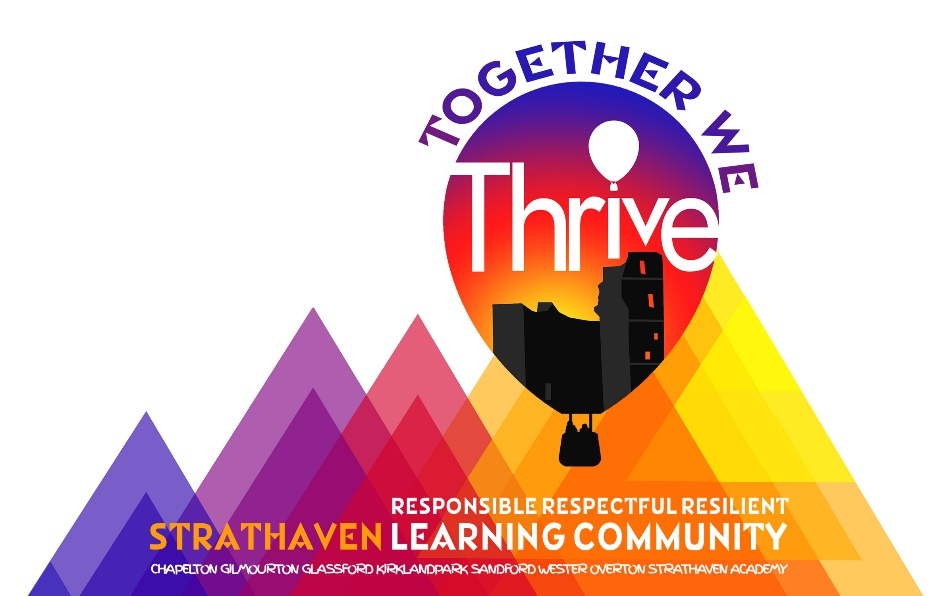 TOGETHER WE
Thrive
RESPONSIBLE RESPECTFUL RESILIENT
STRATHAVEN LEARNING COMMUNITY
CHAPELTON GILMOURTON GLASSFORD KIRKLANDPARK SANDFORD WESTER OVERTON STRATHAVEN ACADEMY